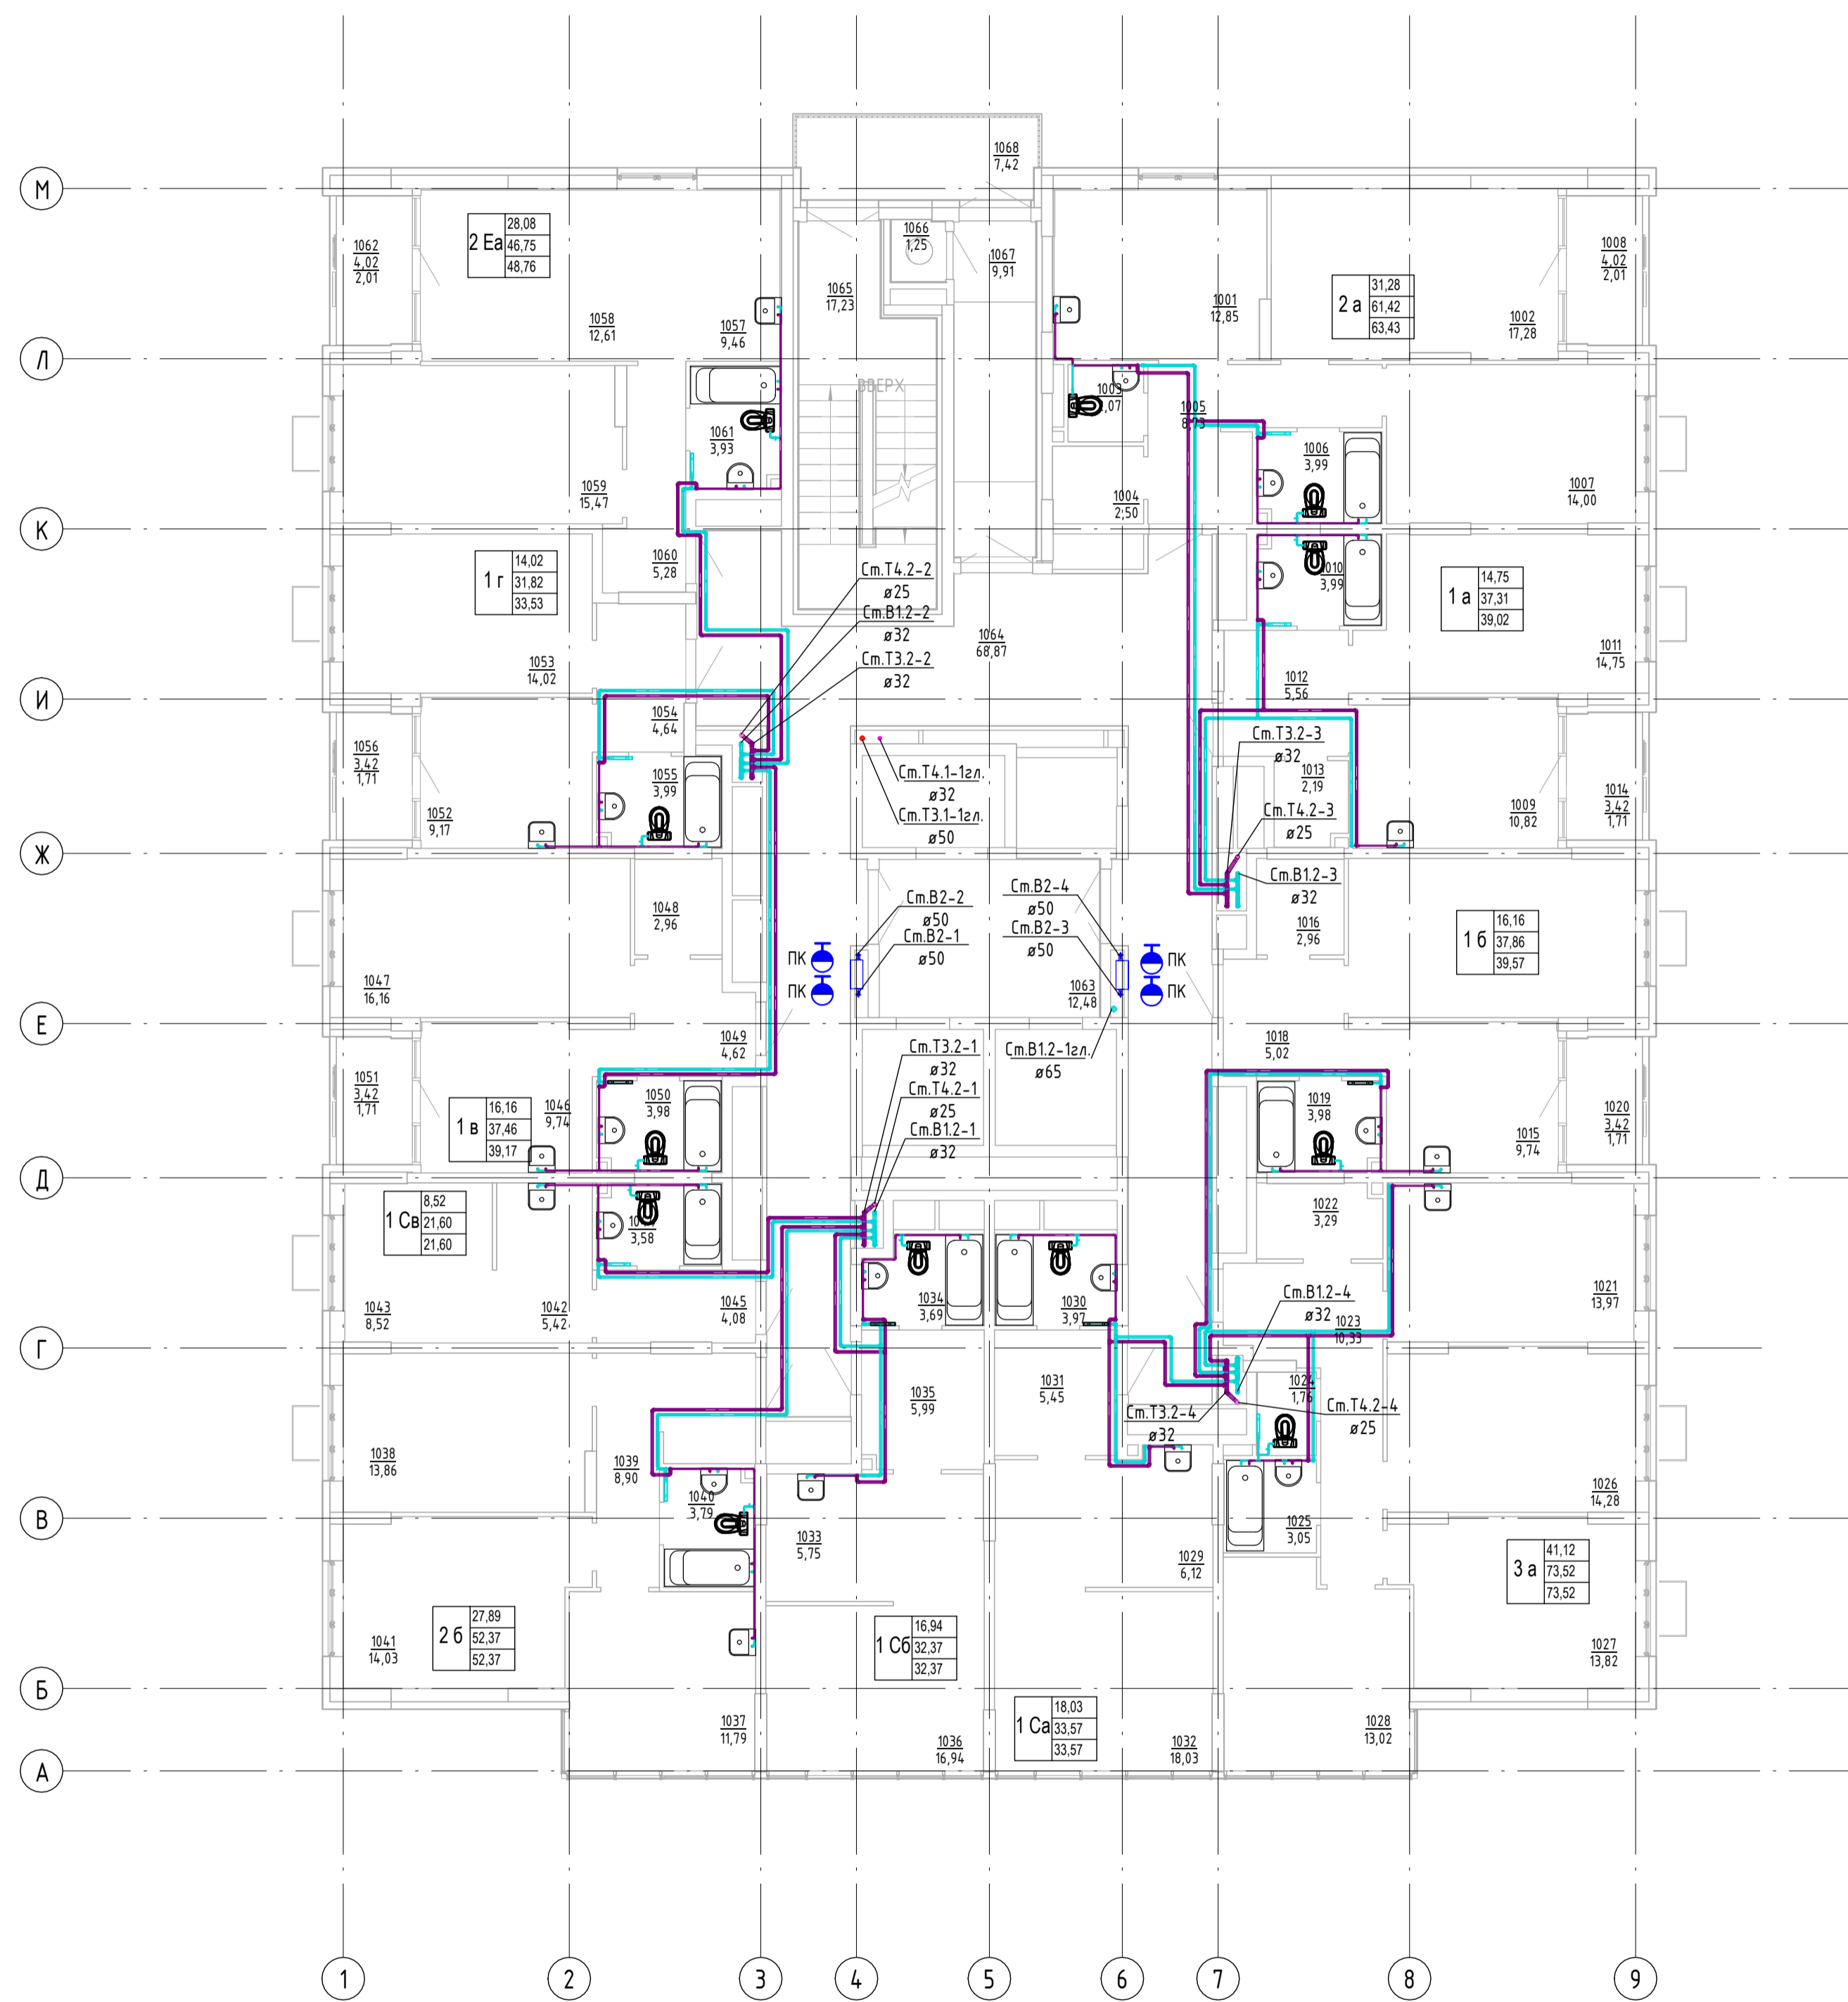 М
1068
7,42
1066
1,25
1067
9,91
2 Еа
28,08
46,75
48,76
1062
4,02
2,01
1065
17,23
1008
4,02
2,01
2 а
31,28
61,42
63,43
1001
12,85
1002
17,28
1058
12,61
1057
9,46
Л
ВВЕРХ
1003
1005
8,73
1061
3,93
1006
3,99
1059
15,47
1004
2,50
1007
14,00
К
1 г
14,02
31,82
33,53
1060
5,28
Ст.Т4.2-2
ø25
Ст.В1.2-2
ø32
Ст.Т3.2-2
ø32
1010
3,99
1 а
14,75
37,31
39,02
1064
68,87
1053
14,02
1011
14,75
1012
5,56
И
1054
4,64
1056
3,42
1,71
1055
3,99
Ст.Т4.1-1гл.
ø32
Ст.Т3.1-1гл.
ø50
Ст.Т3.2-3
ø32
1013
2,19
Ст.Т4.2-3
ø25
1052
9,17
1009
10,82
1014
3,42
1,71
Ж
Ст.В1.2-3
ø32
1048
2,96
Ст.В2-2
ø50
Ст.В2-1
ø50
Ст.В2-4
ø50
Ст.В2-3
ø50
1016
2,96
1 б
16,16
37,86
39,57
ПК
ПК
ПК
ПК
1047
16,16
1063
12,48
Е
1049
4,62
Ст.Т3.2-1
ø32
Ст.Т4.2-1
ø25
Ст.В1.2-1
ø32
Ст.В1.2-1гл.
ø65
1018
5,02
1051
3,42
1,71
1 в
16,16
37,46
39,17
1046
9,74
1050
3,98
1019
3,98
1015
9,74
1020
3,42
1,71
Д
1 Св
8,52
21,60
21,60
3,58
1022
3,29
1043
8,52
1042
5,42
1045
4,08
1034
3,69
1030
3,97
Ст.В1.2-4
ø32
1023
10,33
1021
13,97
Г
1035
5,99
1031
5,45
1024
1,76
Ст.Т3.2-4
ø32
Ст.Т4.2-4
ø25
1038
13,86
1039
8,90
1040
3,79
1026
14,28
В
1033
5,75
1025
3,05
1029
6,12
3 а
41,12
73,52
73,52
2 б
27,89
52,37
52,37
1041
14,03
1 Сб
16,94
32,37
32,37
1027
13,82
Б
1 Са
18,03
33,57
33,57
1037
11,79
1036
16,94
1032
18,03
1028
13,02
А
1
2
3
4
5
6
7
8
9